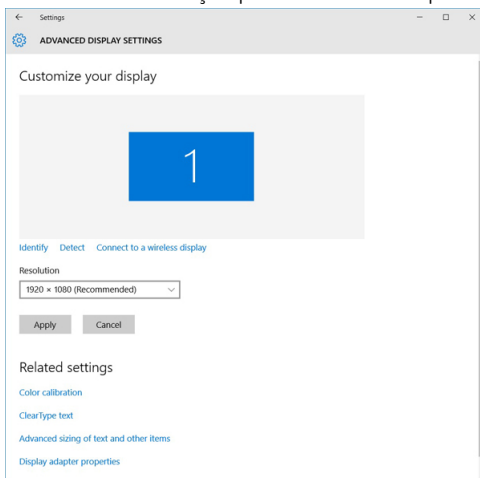 Settings
ADVANCED DISPLAY SETTINGS
Customize your display
1
Identify Detect Connect to a wireless display
Resolution
1920 × 1080 (Recommended)
Apply Cancel
Related settings
Color calibration
ClearType text
Advanced sizing of text and other items
Display adapter properties